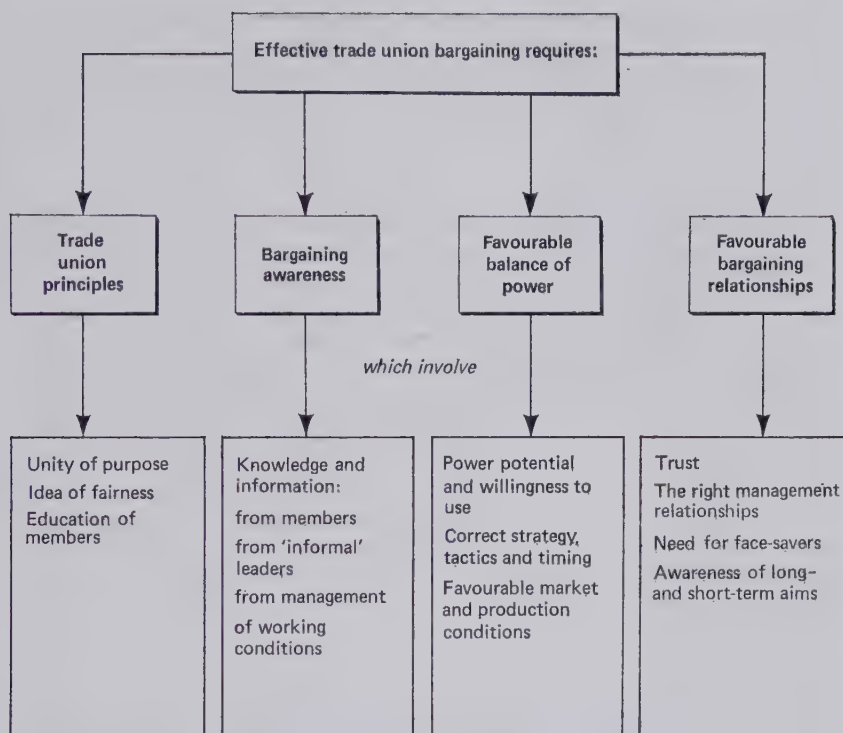 Effective trade union bargaining requires:
Trade
union
principles
Bargaining
awareness
Favourable
balance of
power
Favourable
bargaining
relationships
which involve
Unity of purpose
Idea of fairness
Education of
members
Knowledge and
information:
from members
from 'informal'
leaders
from management
of working
conditions
Power potential
and willingness to
use
Correct strategy,
tactics and timing
Favourable market
and production
conditions
Trust
The right management
relationships
Need for face-savers
Awareness of long-
and short-term aims